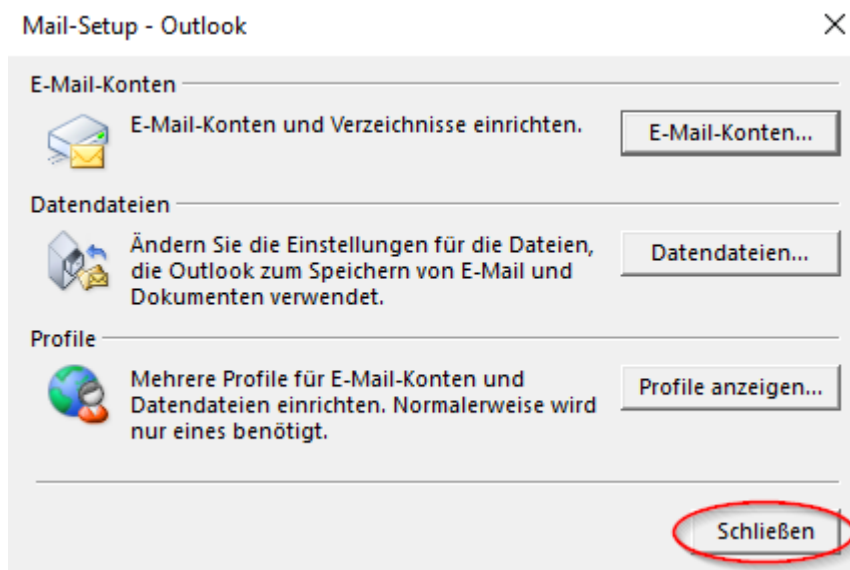 Mail-Setup - Outlook
E-Mail-Konten
E-Mail-Konten und Verzeichnisse einrichten.
E-Mail-Konten...
Datendateien
Ändern Sie die Einstellungen für die Dateien,
die Outlook zum Speichern von E-Mail und
Dokumenten verwendet.
Datendateien...
Profile
Mehrere Profile für E-Mail-Konten und
Datendateien einrichten. Normalerweise wird
nur eines benötigt.
Profile anzeigen...
Schließen